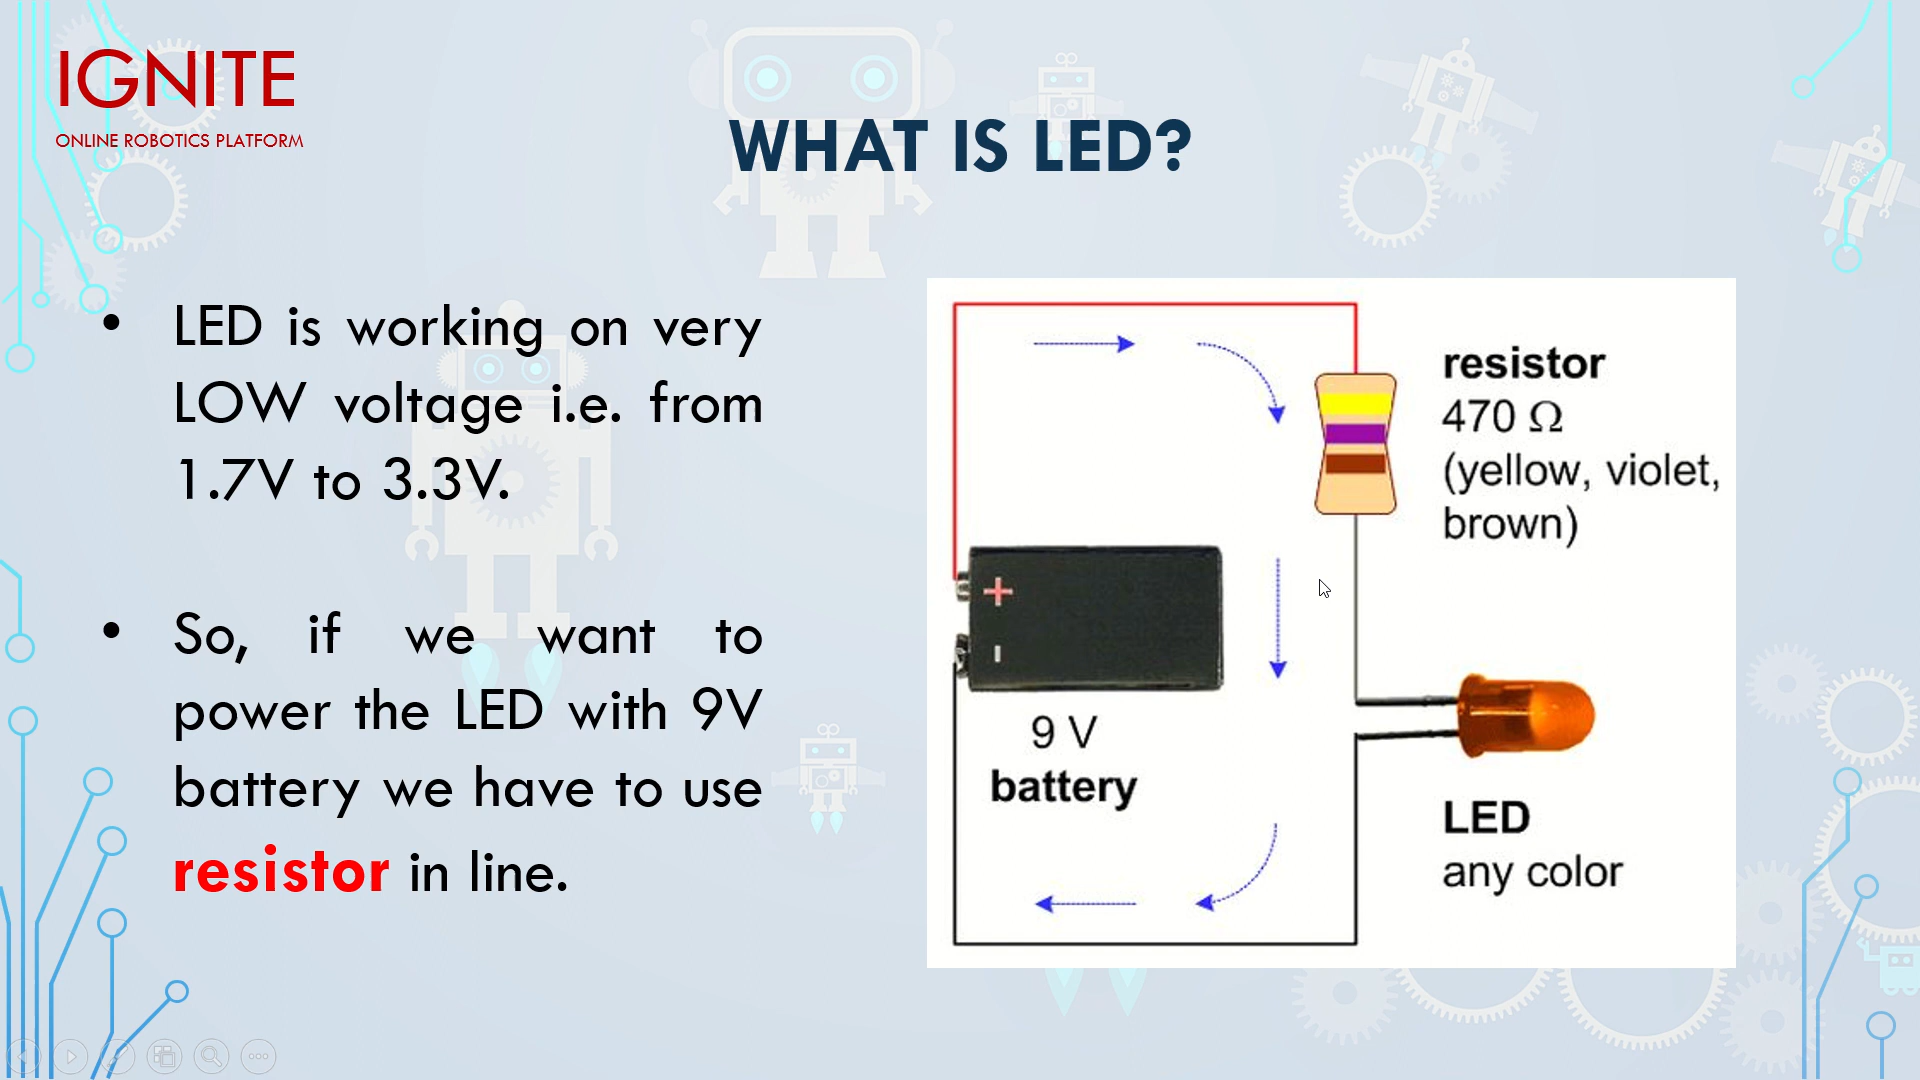 IGNITE
ONLINE ROBOTICS PLATFORM
WHAT IS LED?
• LED is working on very
LOW voltage i.e. from
1.7V to 3.3V.
• So, if we want to
power the LED with 9V
battery we have to use
resistor in line.
resistor
470 Ω
(yellow, violet,
brown)
+
-
9 V
battery
LED
any color